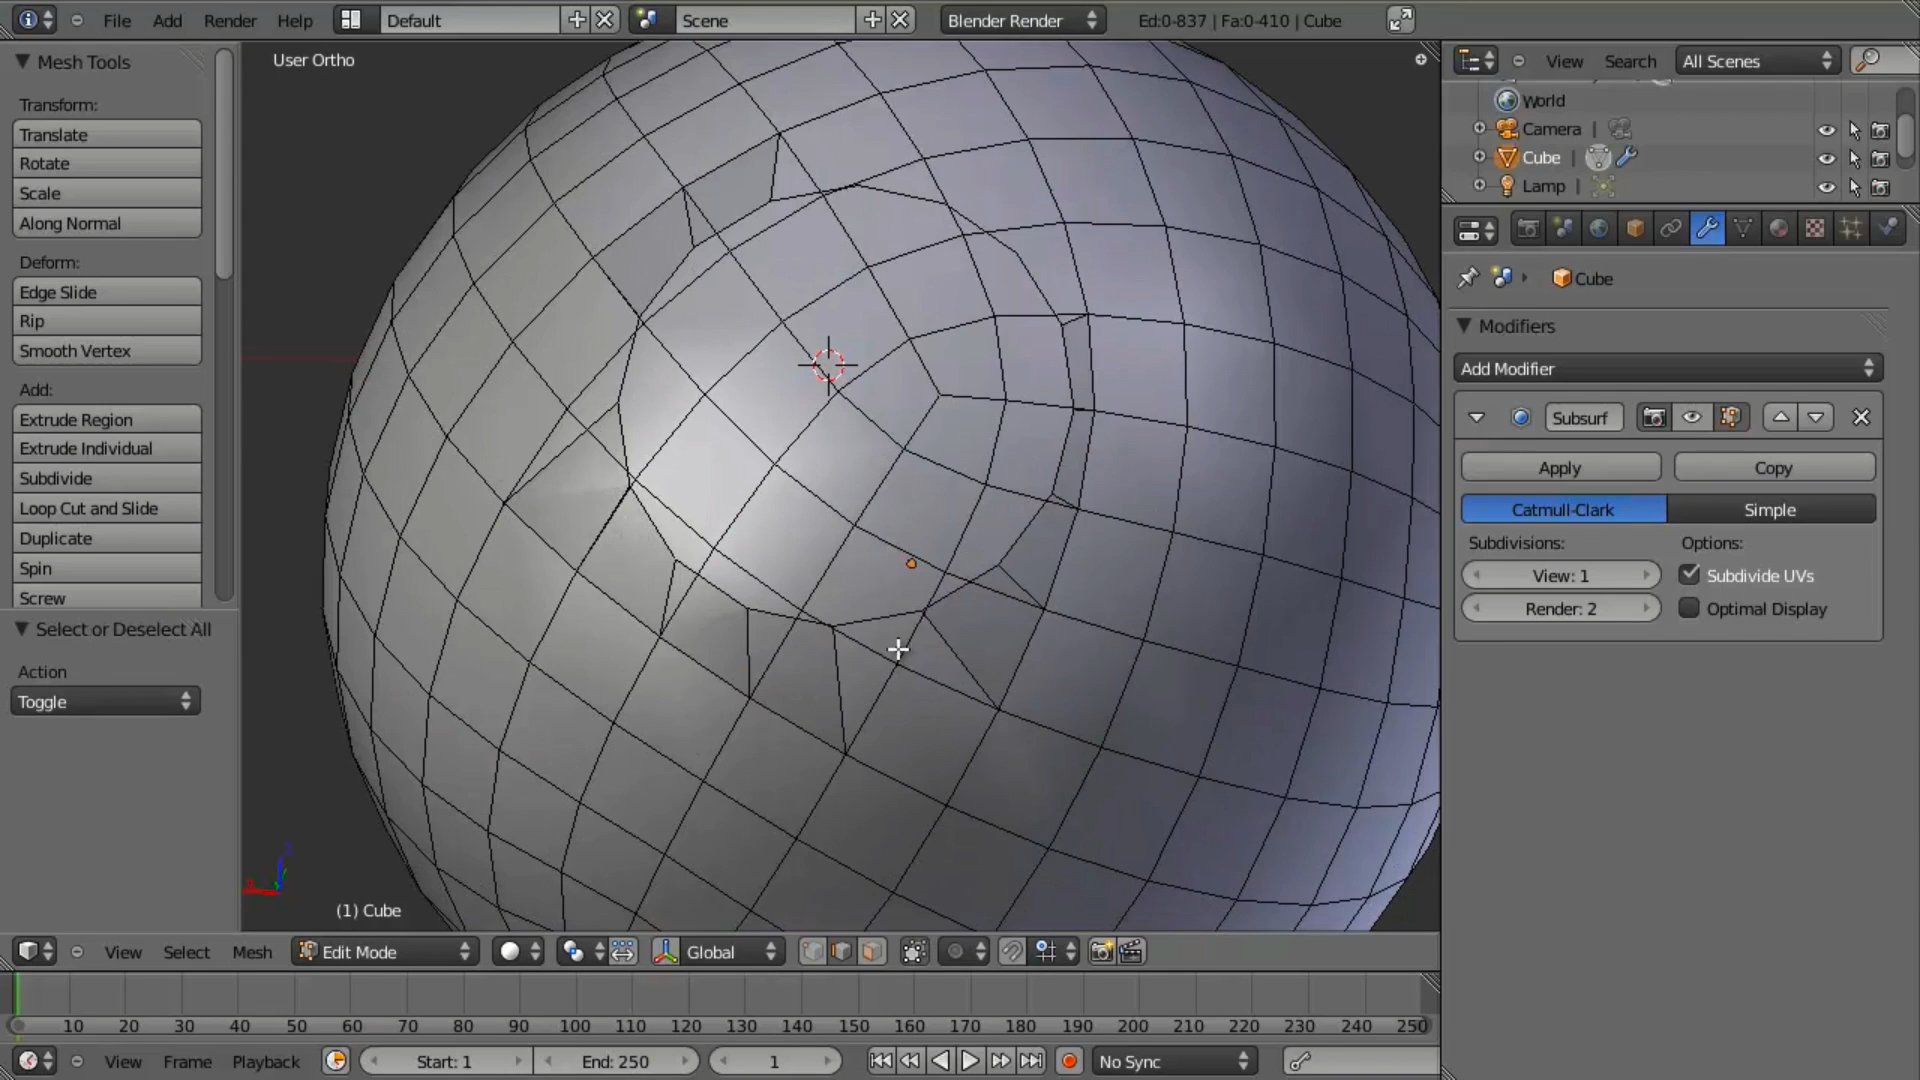 File Add Render Help Default Scene Blender Render Ed:0-837 | Fa:0-410 | Cube
Mesh Tools
Transform:
Translate
Rotate
Scale
Along Normal
Deform:
Edge Slide
Rip
Smooth Vertex
Add:
Extrude Region
Extrude Individual
Subdivide
Loop Cut and Slide
Duplicate
Spin
Screw
Select or Deselect All
Action
Toggle
User Ortho
(1) Cube
View Select Mesh Edit Mode Global
10 20 30 40 50 60 70 80 90 100 110 120 130 140 150 160 170 180 190 200 210 220 230 240 250
View Frame Playback Start: 1 End: 250 1 No Sync
View Search All Scenes
World
Camera |
Cube |
Lamp |
Cube
Modifiers
Add Modifier
Subsurf
Apply Copy
Catmull-Clark Simple
Subdivisions: Options:
View: 1 Subdivide UVs
Render: 2 Optimal Display